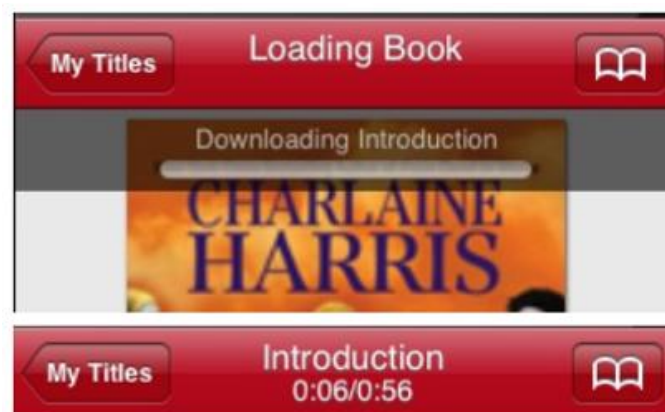 My Titles
Loading Book
Downloading Introduction
CHARLAINE
HARRIS
My Titles
Introduction
0:06/0:56